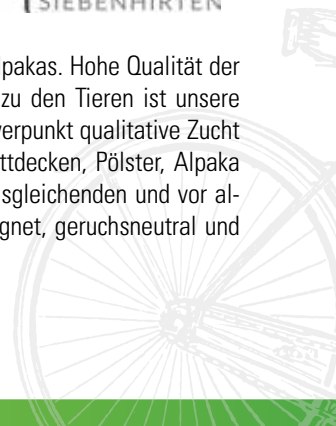 SIEBENHIRTEN
lpakas. Hohe Qualität der
zu den Tieren ist unsere
verpunkt qualitative Zucht
ttdecken, Pölster, Alpaka
sgleichenden und vor al-
gnet, geruchsneutral und